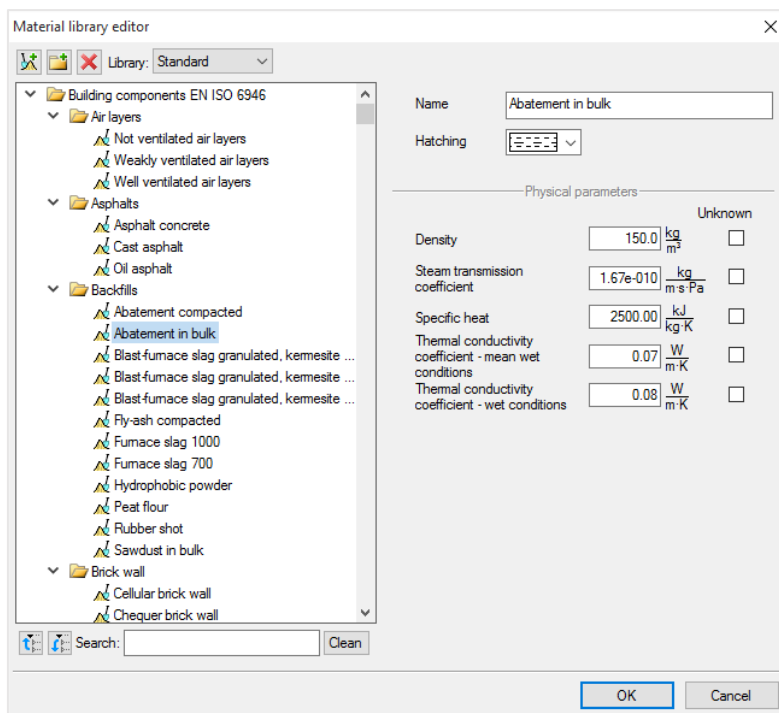 Material library editor
Library: Standard
Building components EN ISO 6946
Air layers
Not ventilated air layers
Weakly ventilated air layers
Well ventilated air layers
Asphalts
Asphalt concrete
Cast asphalt
Oil asphalt
Backfills
Abatement compacted
Abatement in bulk
Blast-furnace slag granulated, kermesite ...
Blast-furnace slag granulated, kermesite ...
Blast-furnace slag granulated, kermesite ...
Fly-ash compacted
Furnace slag 1000
Furnace slag 700
Hydrophobic powder
Peat flour
Rubber shot
Sawdust in bulk
Brick wall
Cellular brick wall
Chequer brick wall
Search:
Clean
Name Abatement in bulk
Hatching
Physical parameters
Unknown
Density 150.0 kg/m³
Steam transmission
coefficient 1.67e-010 kg/m·s·Pa
Specific heat 2500.00 kJ/kg·K
Thermal conductivity
coefficient - mean wet
conditions 0.07 W/m·K
Thermal conductivity
coefficient - wet conditions 0.08 W/m·K
OK
Cancel